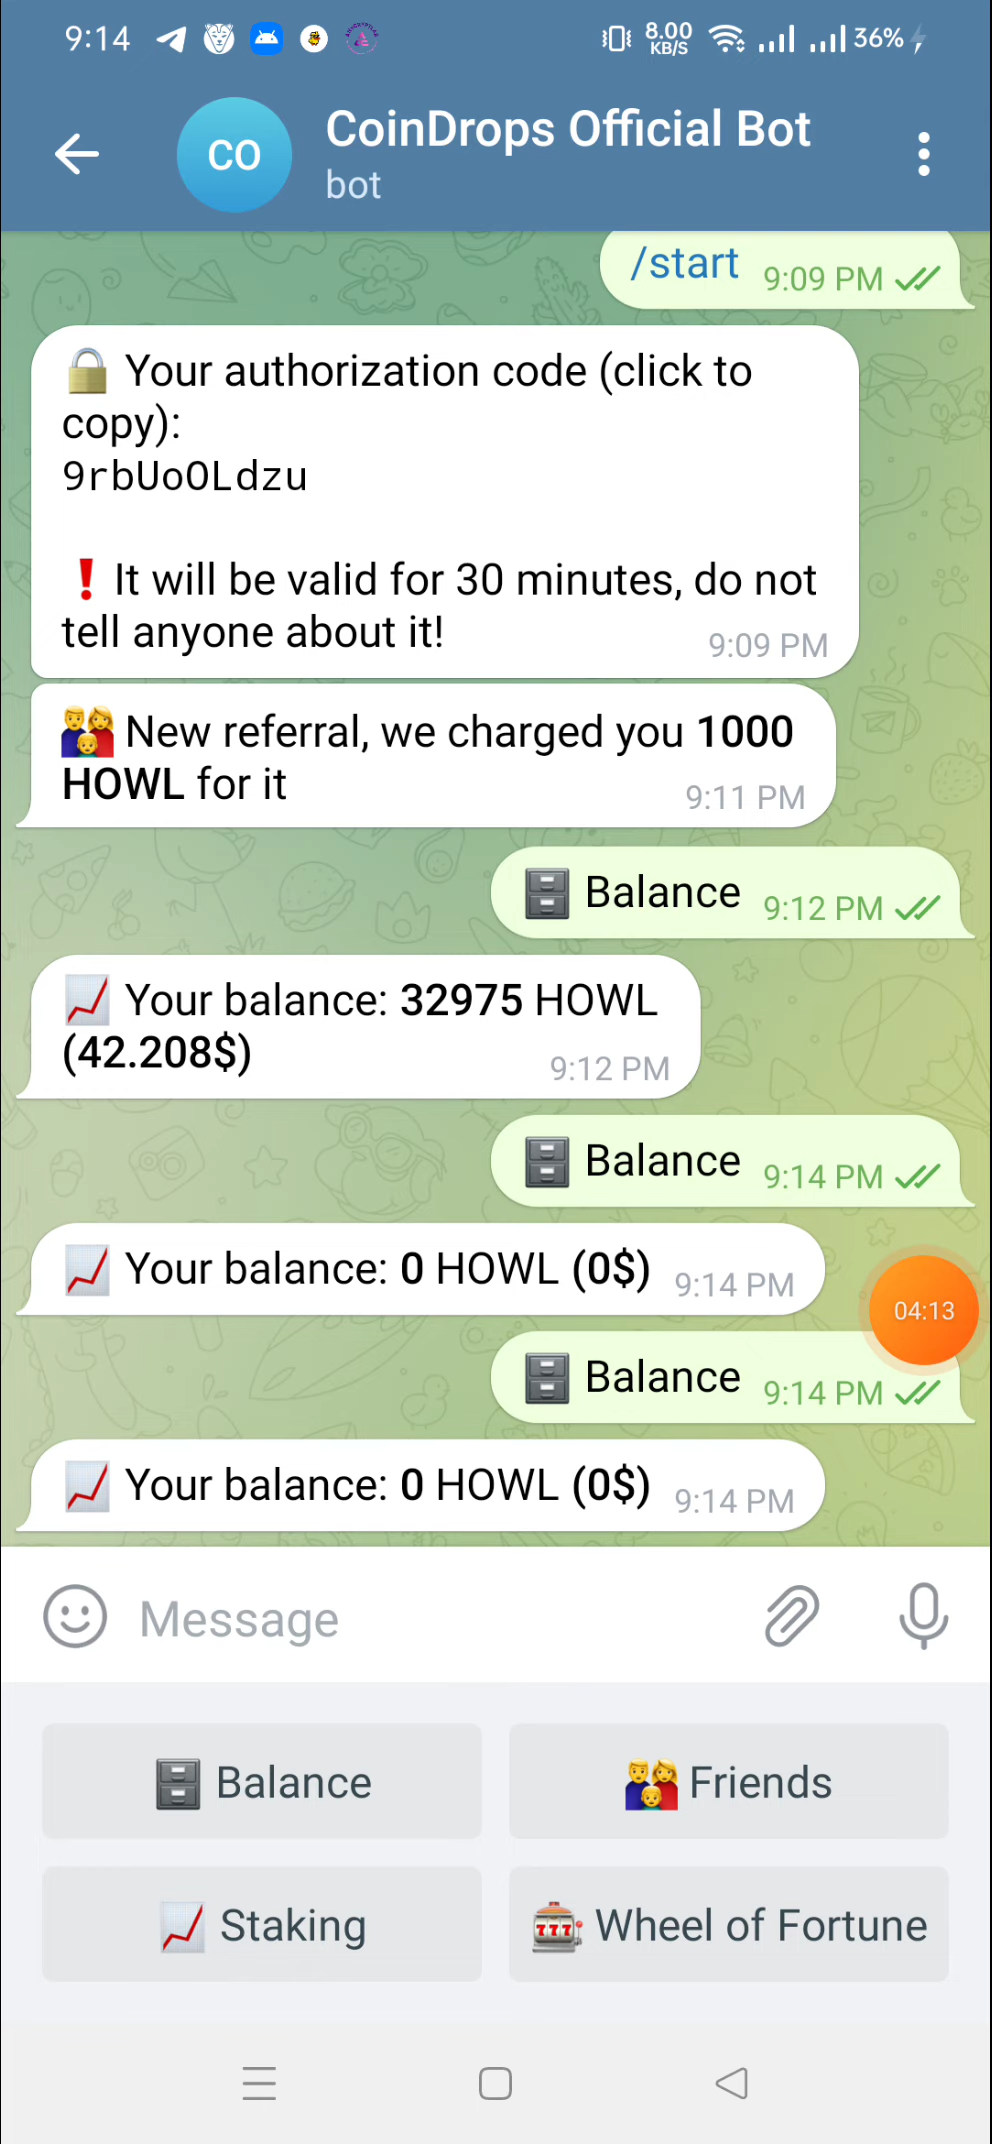 9:14 8.00 KB/S 36%
CO CoinDrops Official Bot
bot
/start 9:09 PM
Your authorization code (click to
copy):
9rbUoOLdzu
❗ It will be valid for 30 minutes, do not
tell anyone about it! 9:09 PM
New referral, we charged you 1000
HOWL for it 9:11 PM
Balance 9:12 PM
Your balance: 32975 HOWL
(42.208$) 9:12 PM
Balance 9:14 PM
Your balance: 0 HOWL (0$) 9:14 PM
04:13
Balance 9:14 PM
Your balance: 0 HOWL (0$) 9:14 PM
Message
Balance Friends
Staking 777 Wheel of Fortune